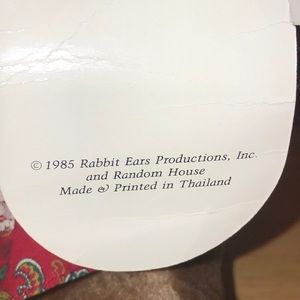 © 1985 Rabbit Ears Productions, Inc.
and Random House
Made & Printed in Thailand